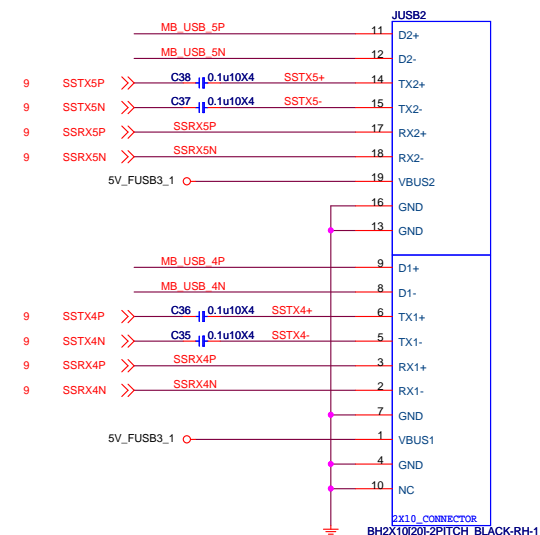 JUSB2
MB_USB_5P 11 D2+
MB_USB_5N 12 D2-
9 SSTX5P C38 0.1u10X4 SSTX5+ 14 TX2+
9 SSTX5N C37 0.1u10X4 SSTX5- 15 TX2-
9 SSRX5P SSRX5P 17 RX2+
9 SSRX5N SSRX5N 18 RX2-
5V_FUSB3_1 19 VBUS2
16 GND
13 GND
MB_USB_4P 9 D1+
MB_USB_4N 8 D1-
9 SSTX4P C36 0.1u10X4 SSTX4+ 6 TX1+
9 SSTX4N C35 0.1u10X4 SSTX4- 5 TX1-
9 SSRX4P SSRX4P 3 RX1+
9 SSRX4N SSRX4N 2 RX1-
7 GND
5V_FUSB3_1 1 VBUS1
4 GND
10 NC
2X10_CONNECTOR
BH2X10[20]-2PITCH_BLACK-RH-1